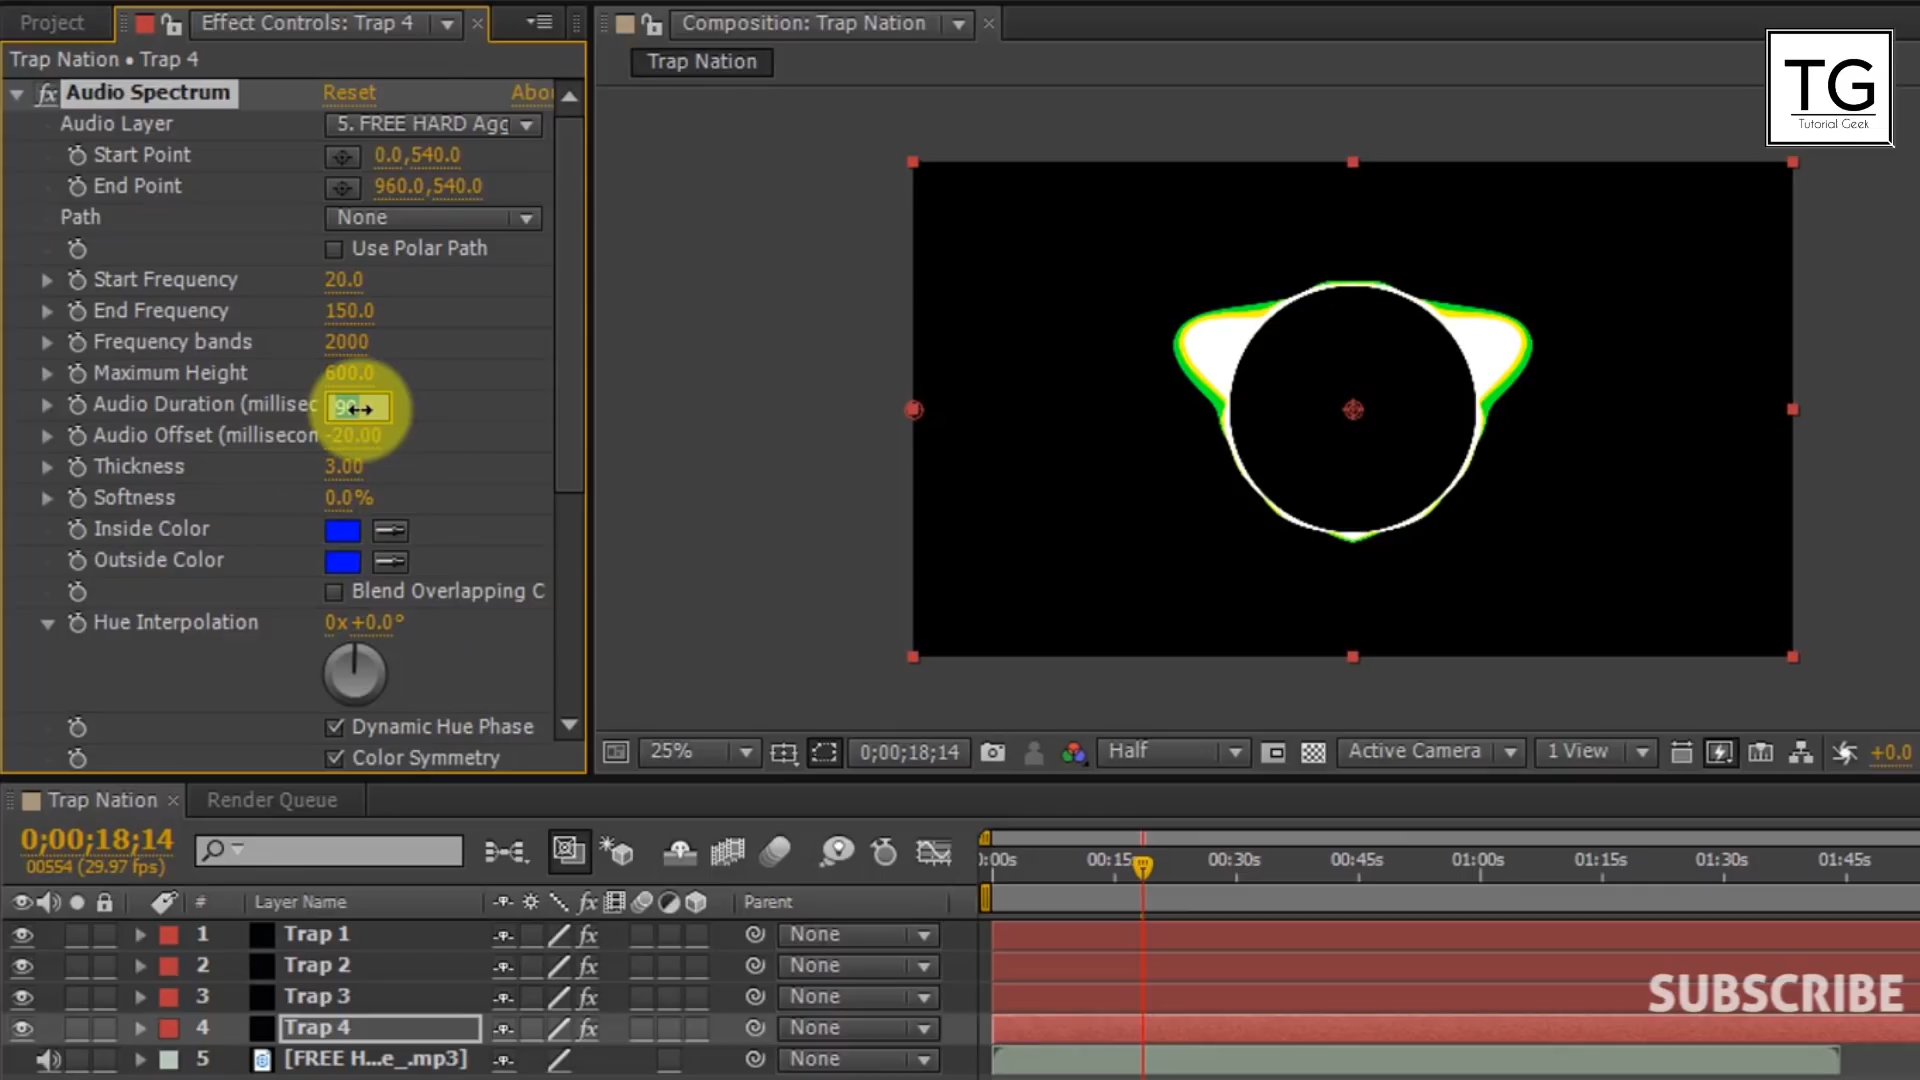 Project
Effect Controls: Trap 4
Composition: Trap Nation
Trap Nation • Trap 4
Trap Nation
TG
Tutorial Geek
fx Audio Spectrum Reset Abou
Audio Layer 5. FREE HARD Agg
Start Point 0.0,540.0
End Point 960.0,540.0
Path None
Use Polar Path
Start Frequency 20.0
End Frequency 150.0
Frequency bands 2000
Maximum Height 600.0
Audio Duration (millisec 90
Audio Offset (millisecon -20.00
Thickness 3.00
Softness 0.0%
Inside Color
Outside Color
Blend Overlapping C
Hue Interpolation 0x+0.0°
Dynamic Hue Phase
Color Symmetry
25% 0;00;18;14 Half Active Camera 1 View +0.0
Trap Nation Render Queue
0;00;18;14
00554 (29.97 fps)
):00s 00:15 00:30s 00:45s 01:00s 01:15s 01:30s 01:45s
# Layer Name fx Parent
1 Trap 1 fx None
2 Trap 2 fx None
3 Trap 3 fx None
4 Trap 4 fx None
5 [FREE H...e_.mp3] None
SUBSCRIBE